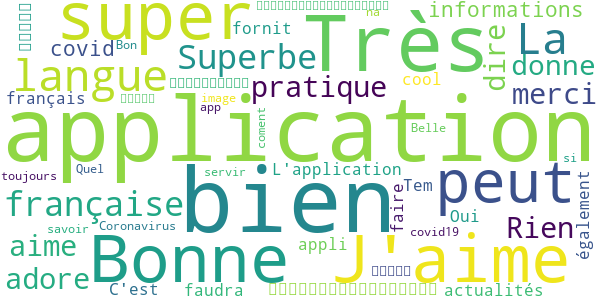 super
Très
informations
na
fornit
covid
Bon
Superbe
dire
La
donne
langue
pratique
cool
merci
français
image
app
application
coment
Belle
toujours
Quel
servir
L'application
bien
peut
si
Tem
faire
également
française
Oui
Rien
savoir
Coronavirus
covid19
aime
Bonne
appli
J'aime
adore
C'est
faudra
actualités